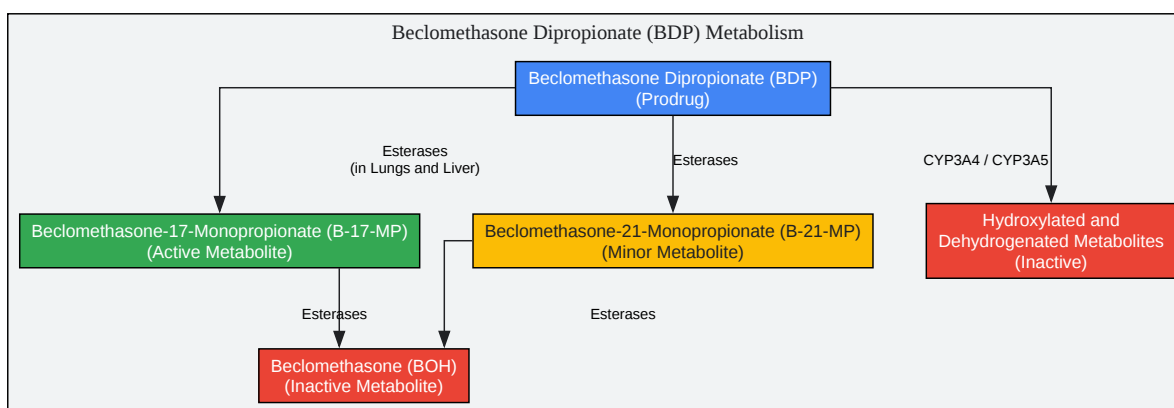 Beclomethasone Dipropionate (BDP) Metabolism
Beclomethasone Dipropionate (BDP)
(Prodrug)
Esterases
(in Lungs and Liver)
Esterases
CYP3A4 / CYP3A5
Beclomethasone-17-Monopropionate (B-17-MP)
(Active Metabolite)
Beclomethasone-21-Monopropionate (B-21-MP)
(Minor Metabolite)
Hydroxylated and
Dehydrogenated Metabolites
(Inactive)
Esterases
Esterases
Beclomethasone (BOH)
(Inactive Metabolite)